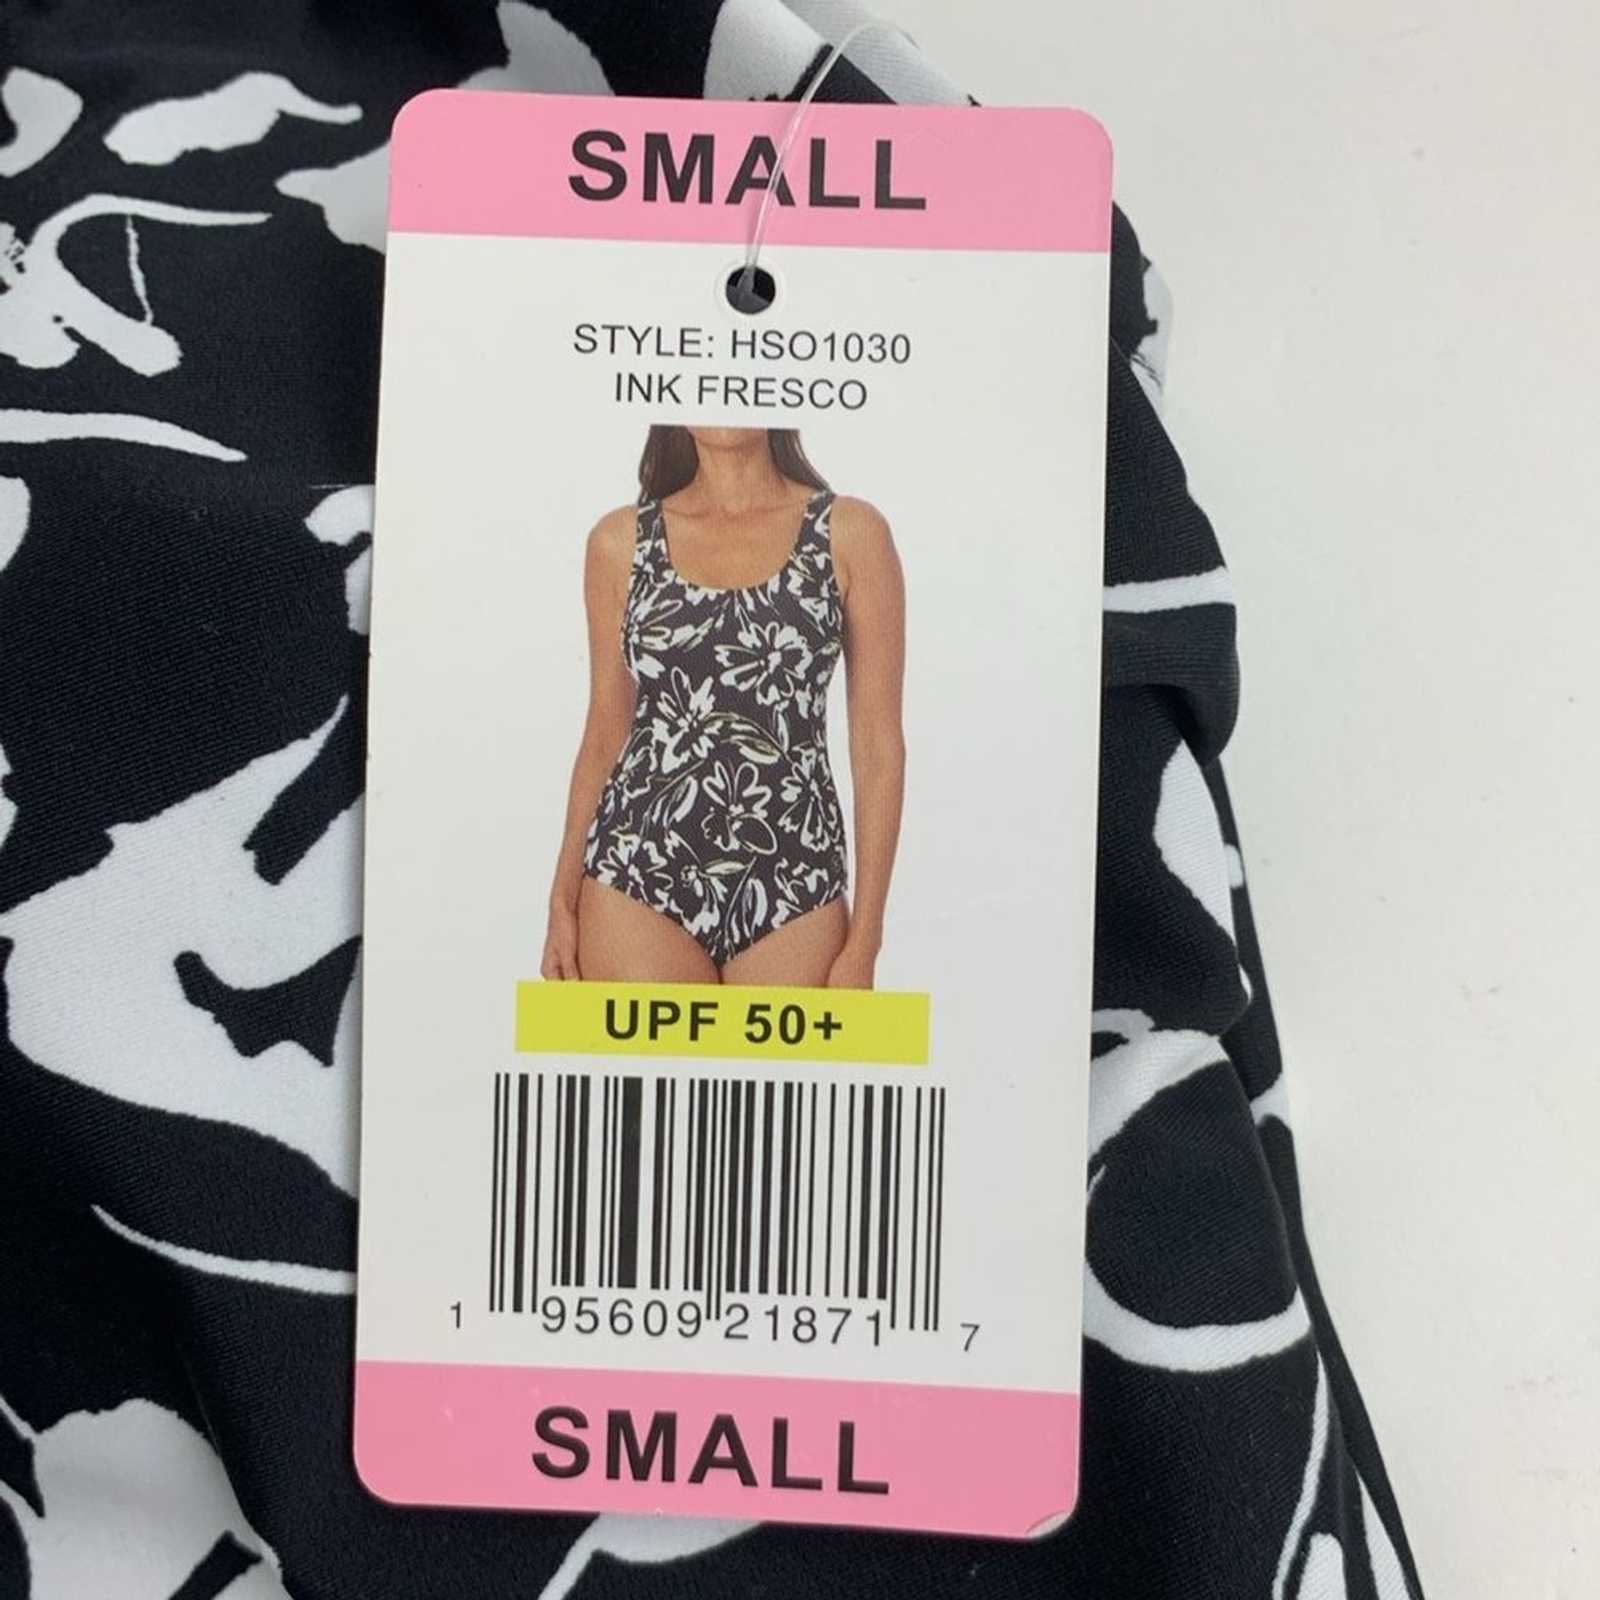 SMALL
STYLE: HSO1030
INK FRESCO
UPF 50+
1 95609 21871 7
SMALL